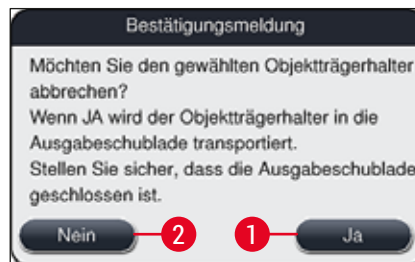 Bestätigungsmeldung
Möchten Sie den gewählten Objektträgerhalter
abbrechen?
Wenn JA wird der Objektträgerhalter in die
Ausgabeschublade transportiert.
Stellen Sie sicher, dass die Ausgabeschublade
geschlossen ist.
Nein 2 1 Ja